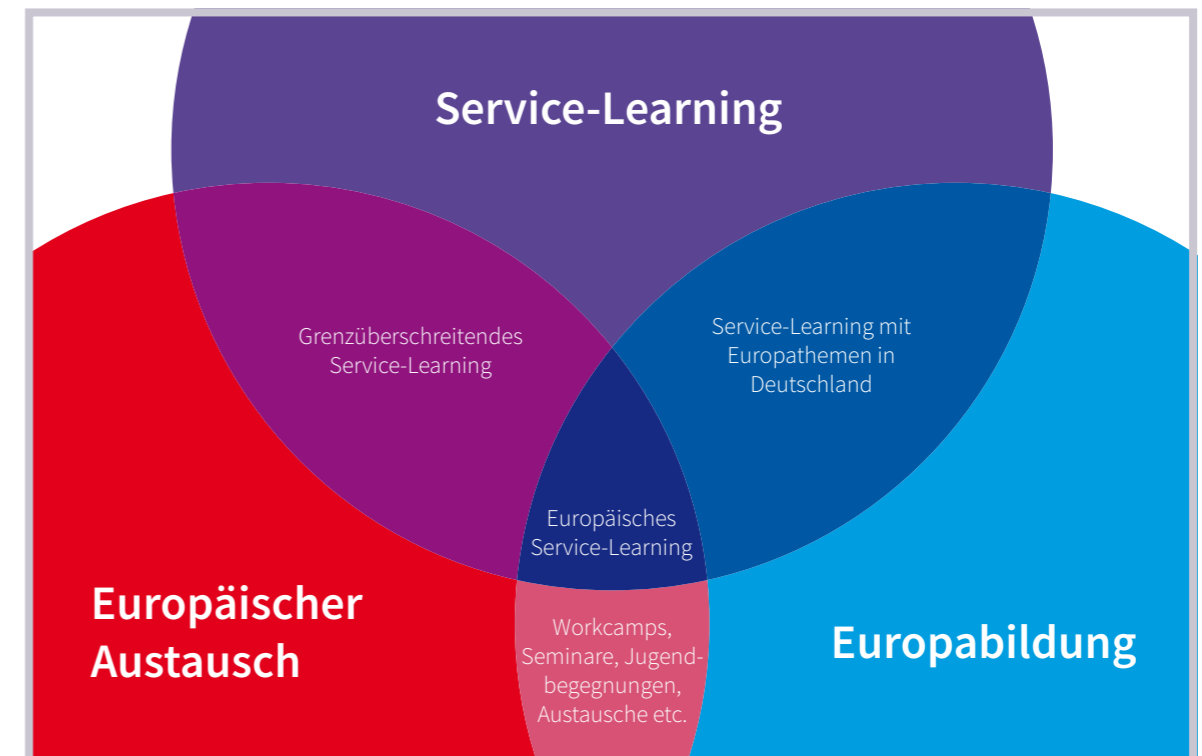 Service-Learning
Grenzüberschreitendes
Service-Learning
Service-Learning mit
Europathemen in
Deutschland
Europäisches
Service-Learning
Europäischer
Austausch
Workcamps,
Seminare, Jugend-
begegnungen,
Austausche etc.
Europabildung